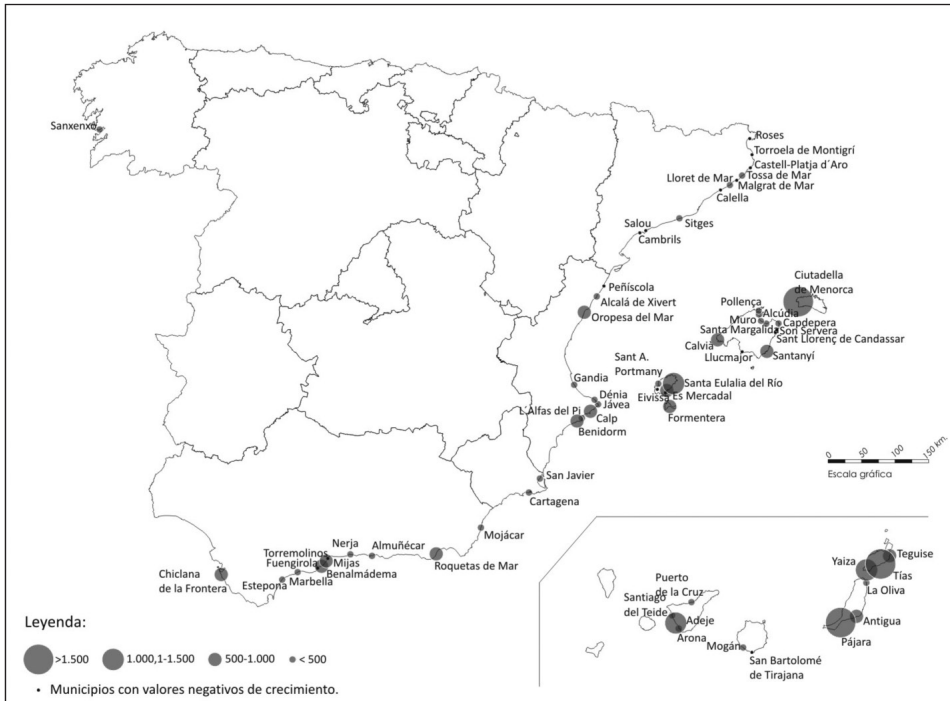 Sanxenxo
Roses
Torroela de Montigrí
Castell-Platja d´Aro
Lloret de Mar
Tossa de Mar
Malgrat de Mar
Calella
Sitges
Salou
Cambrils
Peñíscola
Alcalá de Xivert
Oropesa del Mar
Ciutadella
de Menorca
Pollença
Alcúdia
Muro
Capdepera
Santa Margalida
Son Servera
Sant Llorenç de Candassar
Calvià
Llucmajor
Santanyí
Sant A.
Portmany
Santa Eulalia del Río
Eivissa
Es Mercadal
Formentera
Gandia
Dénia
Jávea
L´Alfas del Pi
Calp
Benidorm
San Javier
Cartagena
Mojácar
Nerja
Almuñécar
Torremolinos
Fuengirola
Mijas
Benalmádema
Roquetas de Mar
Marbella
Estepona
Chiclana
de la Frontera
0 50 100 150 km.
Escala gráfica
Teguise
Yaiza
Tías
La Oliva
Puerto
de la Cruz
Santiago
del Teide
Adeje
Arona
Antigua
Pájara
Mogán
San Bartolomé
de Tirajana
Leyenda:
>1.500
1.000,1-1.500
500-1.000
< 500
• Municipios con valores negativos de crecimiento.